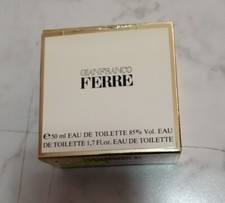 GIANFRANCO
FERRE
℮50 ml EAU DE TOILETTE 85% Vol. EAU
DE TOILETTE 1,7 Fl.oz. EAU DE TOILETTE